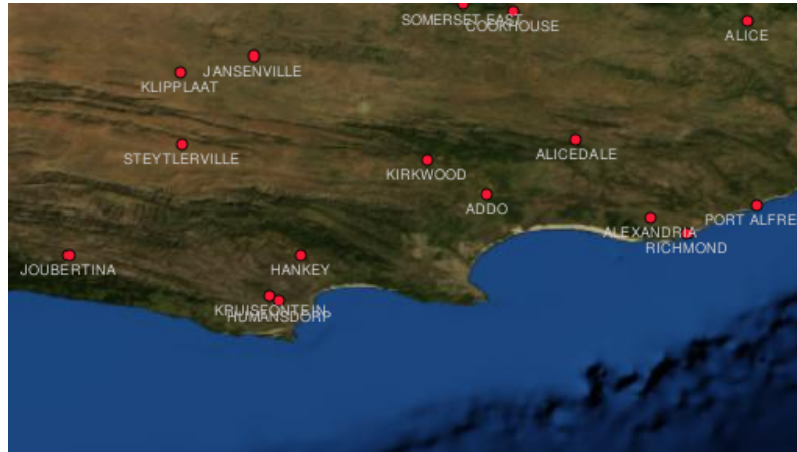 SOMERSET EAST
COOKHOUSE
ALICE
JANSENVILLE
KLIPPLAAT
STEYTLERVILLE
ALICEDALE
KIRKWOOD
ADDO
PORT ALFRE
ALEXANDRIA
RICHMOND
JOUBERTINA
HANKEY
KRUISFONTEIN
HUMANSDORP